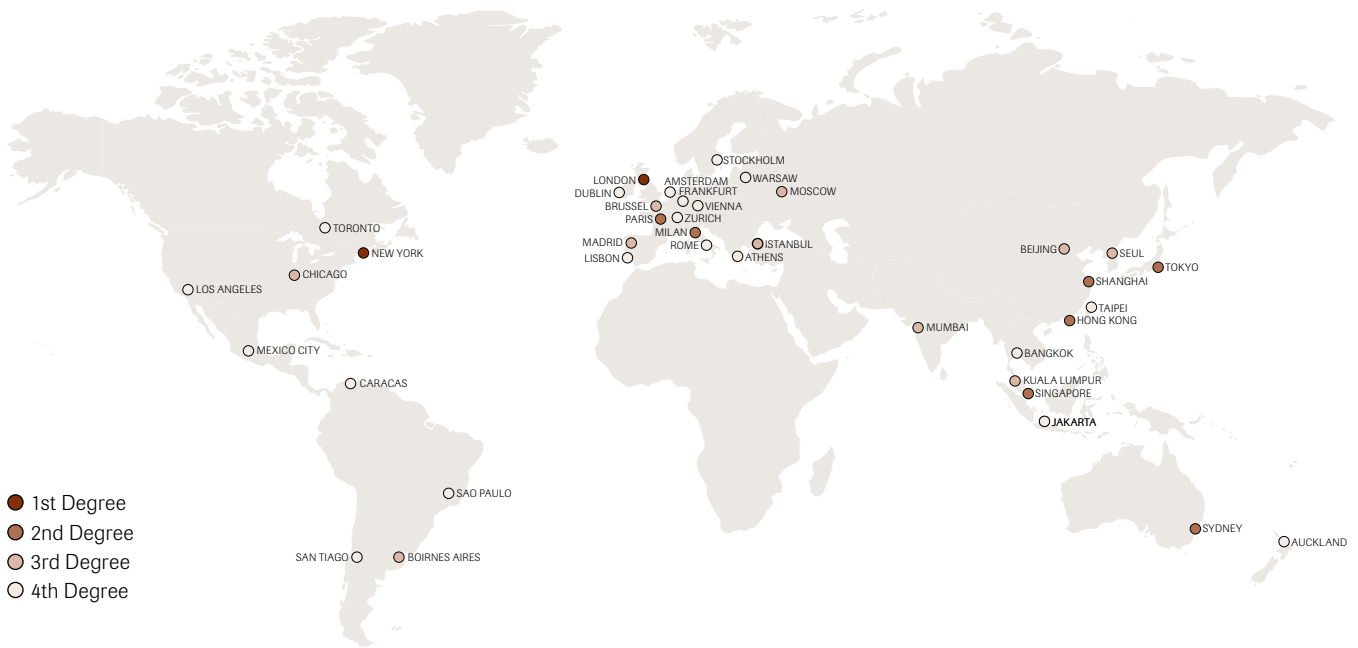 STOCKHOLM
WARSAW
LONDON
AMSTERDAM
DUBLIN
FRANKFURT
MOSCOW
BRUSSEL
VIENNA
PARIS
ZURICH
MILAN
MADRID
ROME
ISTANBUL
LISBON
ATHENS
TORONTO
NEW YORK
CHICAGO
LOS ANGELES
MEXICO CITY
CARACAS
BEIJING
SEUL
TOKYO
SHANGHAI
TAIPEI
HONG KONG
MUMBAI
BANGKOK
KUALA LUMPUR
SINGAPORE
JAKARTA
SAO PAULO
SAN TIAGO
BOIRNES AIRES
SYDNEY
AUCKLAND
1st Degree
2nd Degree
3rd Degree
4th Degree